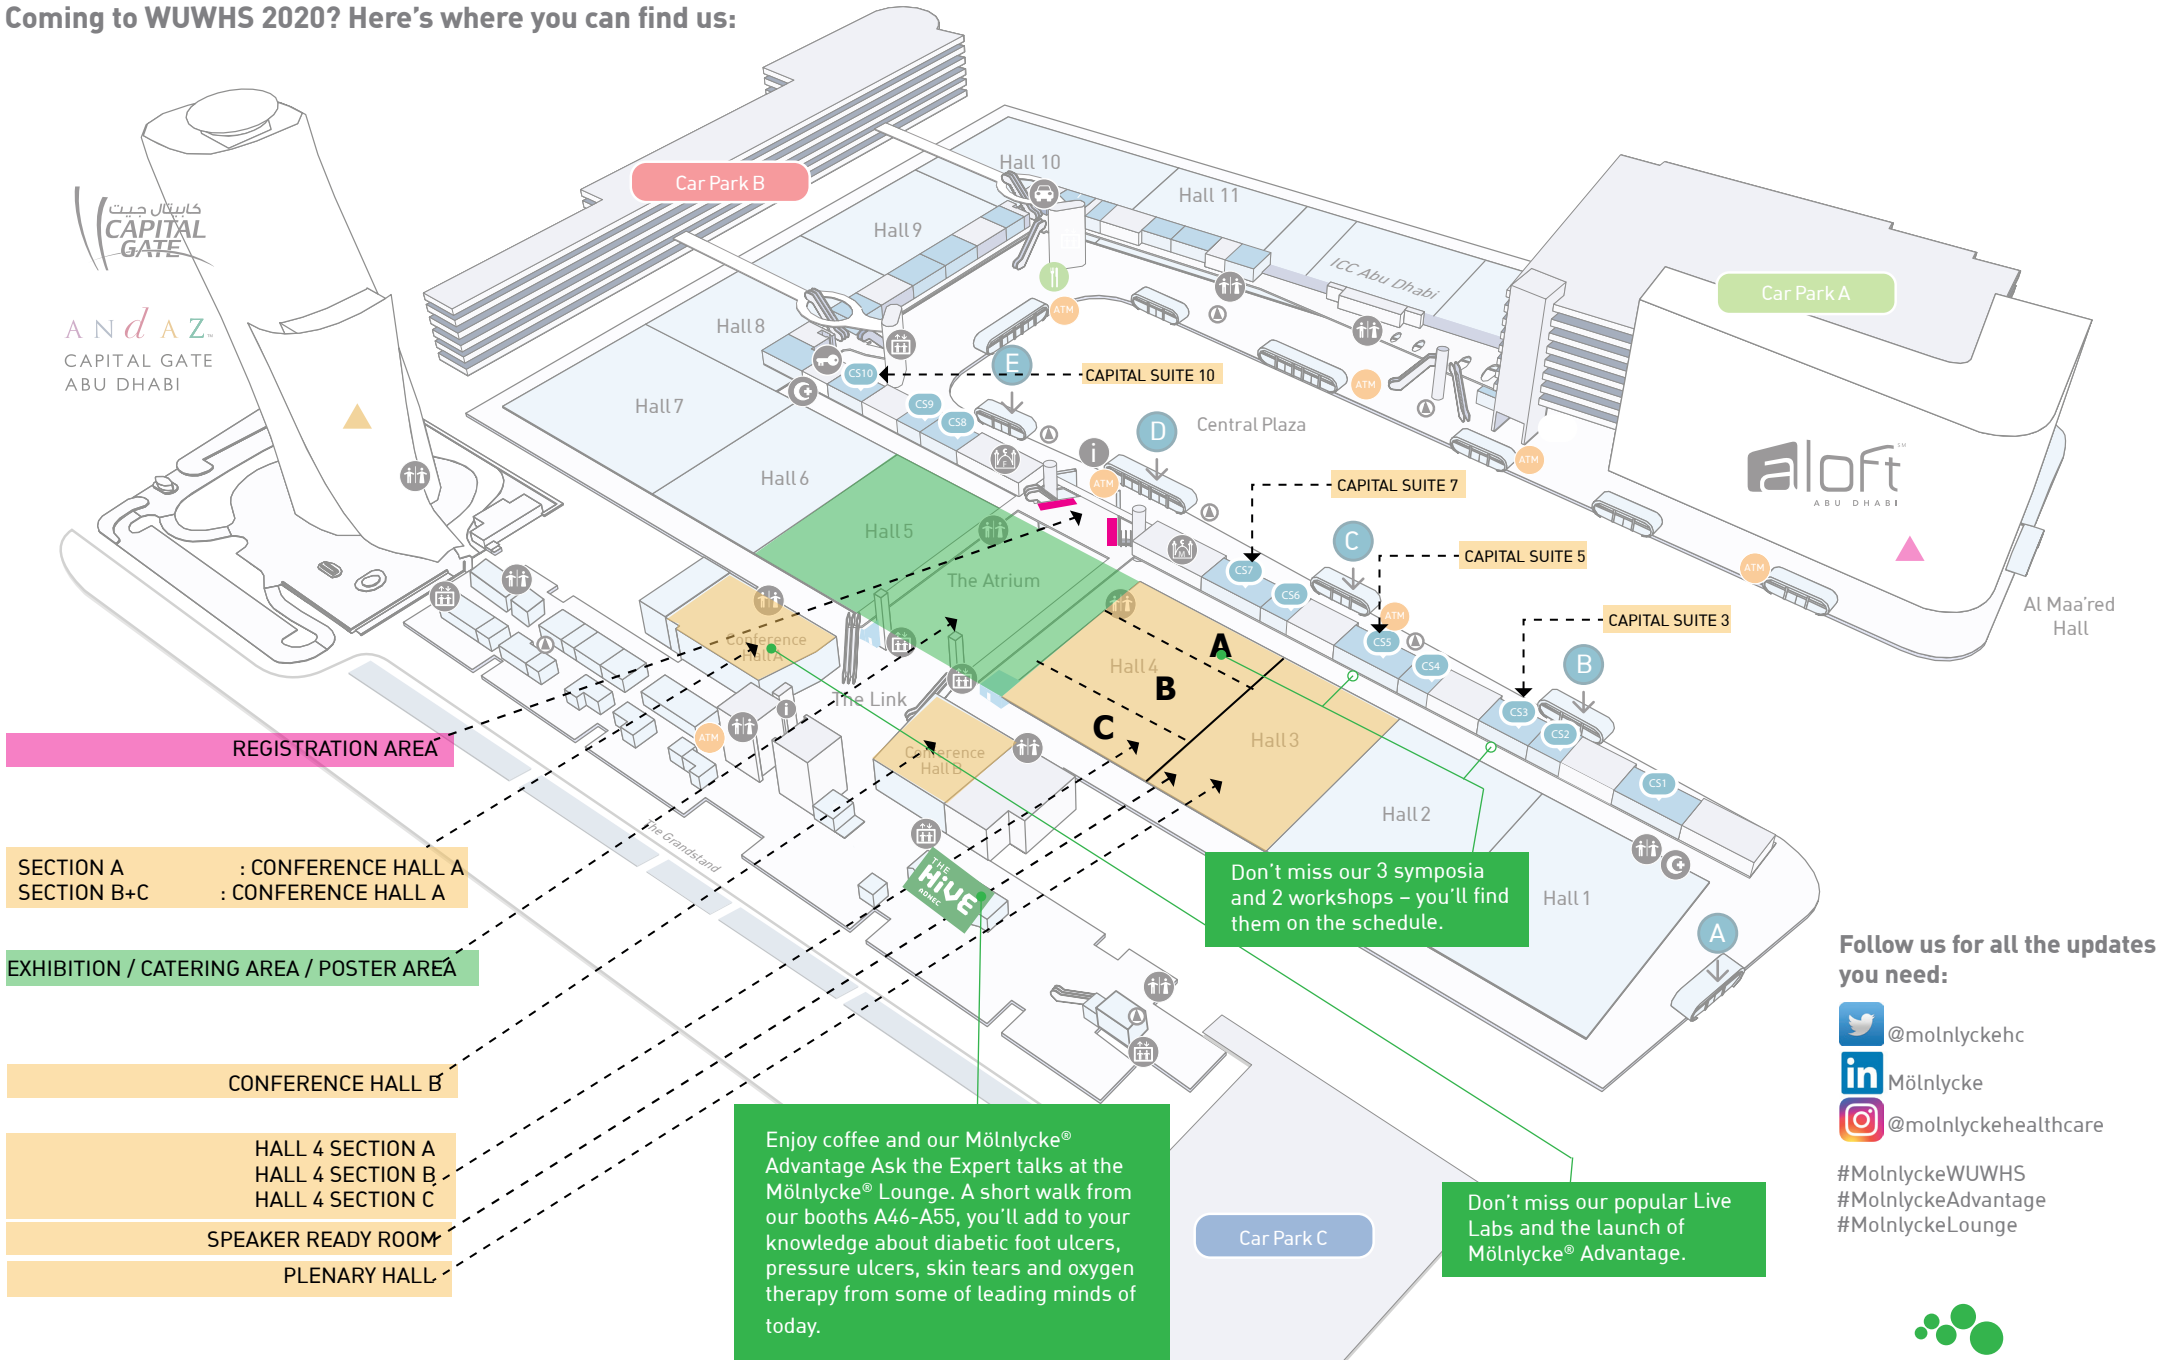 Coming to WUWHS 2020? Here's where you can find us:
Car Park B
Hall 10
Hall 11
Hall 9
ICC Abu Dhabi
Car Park A
كابيتال جيت
CAPITAL
GATE
ANdAZ
CAPITAL GATE
ABU DHABI
Hall 8
ATM
E
CS10
CAPITAL SUITE 10
ATM
Hall 7
CS9
CS8
D
Central Plaza
i
ATM
ATM
aloft
ABU DHABI
Hall 6
CAPITAL SUITE 7
F
Hall 5
C
CAPITAL SUITE 5
M
CS7
The Atrium
CS6
ATM
ATM
Al Maa'red
Hall
CAPITAL SUITE 3
Conference
Hall A
A
CS5
Hall 4
CS4
B
B
The Link
i
C
CS3
CS2
ATM
Hall 3
REGISTRATION AREA
Conference
Hall B
CS1
Hall 2
The Grandstand
SECTION A : CONFERENCE HALL A
SECTION B+C : CONFERENCE HALL A
THE
HIVE
ADNEC
Don't miss our 3 symposia
and 2 workshops – you'll find
them on the schedule.
Hall 1
A
EXHIBITION / CATERING AREA / POSTER AREA
Follow us for all the updates
you need:
@molnlyckehc
in
Mölnlycke
@molnlyckehealthcare
#MolnlyckeWUWHS
#MolnlyckeAdvantage
#MolnlyckeLounge
CONFERENCE HALL B
HALL 4 SECTION A
HALL 4 SECTION B
HALL 4 SECTION C
SPEAKER READY ROOM
PLENARY HALL
Enjoy coffee and our Mölnlycke®
Advantage Ask the Expert talks at the
Mölnlycke® Lounge. A short walk from
our booths A46-A55, you'll add to your
knowledge about diabetic foot ulcers,
pressure ulcers, skin tears and oxygen
therapy from some of leading minds of
today.
Car Park C
Don't miss our popular Live
Labs and the launch of
Mölnlycke® Advantage.